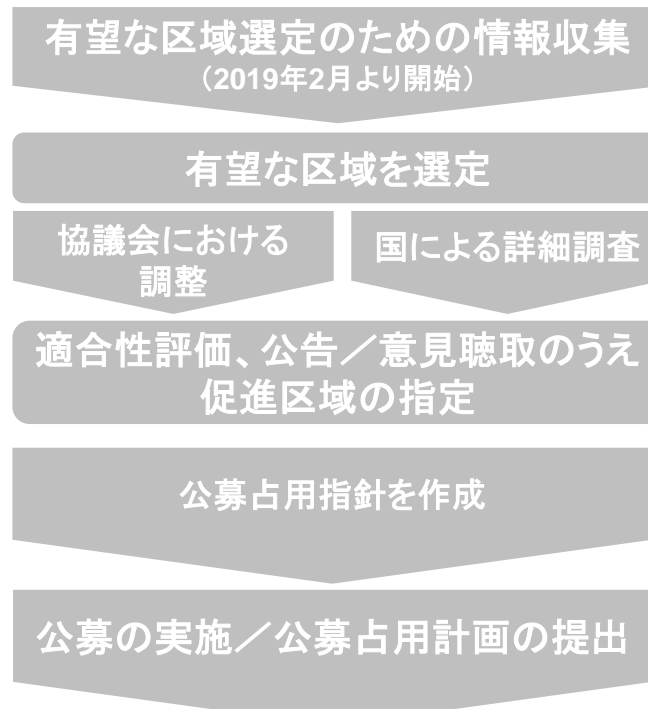 有望な区域選定のための情報収集
（2019年2月より開始）
有望な区域を選定
協議会における
調整
国による詳細調査
適合性評価、公告／意見聴取のうえ
促進区域の指定
公募占用指針を作成
公募の実施／公募占用計画の提出